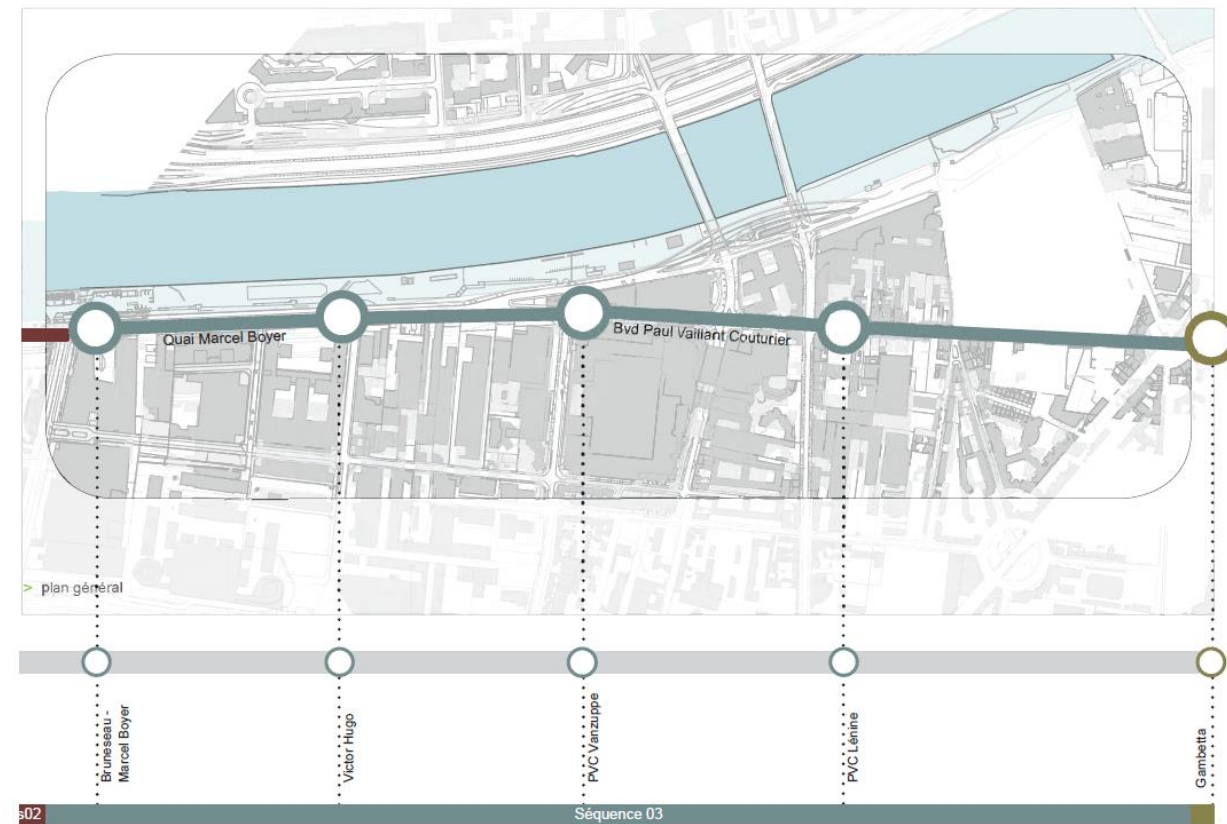 Quai Marcel Boyer
Bvd Paul Vaillant Couturier
> plan général
Bruneseau -
Marcel Boyer
Victor Hugo
PVC Vanzuppe
PVC Lénine
Gambetta
s02
Séquence 03